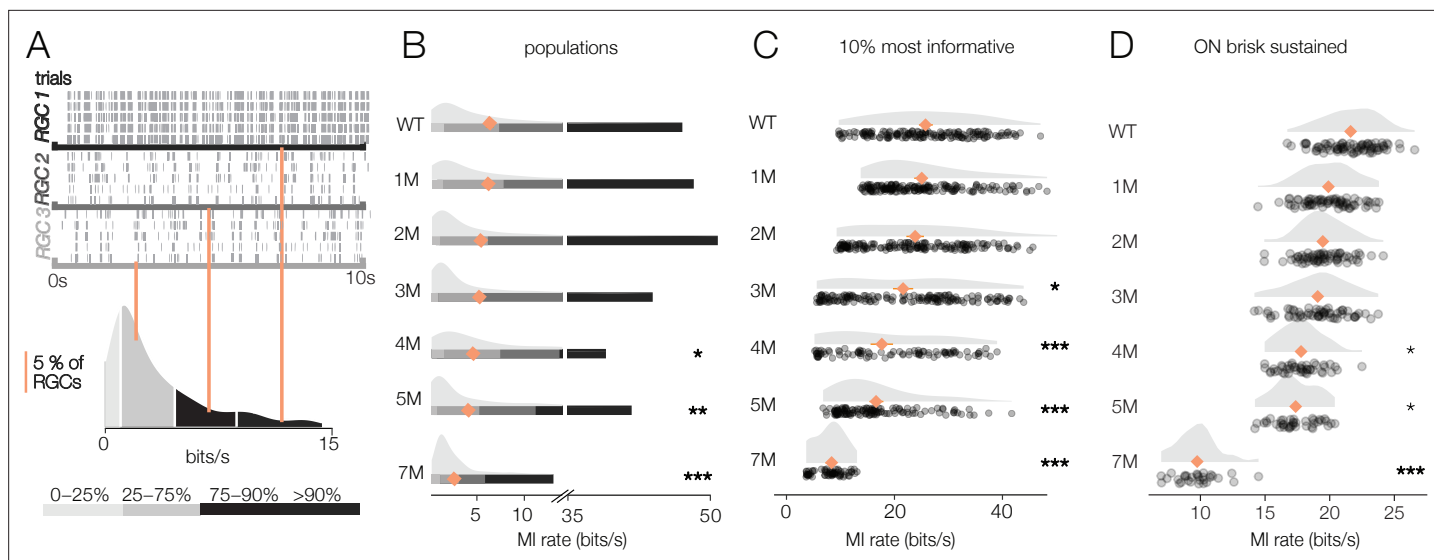 A
trials
RGC 1
RGC 2
RGC 3
0s 10s
5 % of
RGCs
0 15
bits/s
0–25% 25–75% 75–90% >90%
B
populations
WT
1M
2M
3M
4M *
5M **
7M ***
5 10 35 50
MI rate (bits/s)
C
10% most informative
WT
1M
2M
3M *
4M ***
5M ***
7M ***
0 20 40
MI rate (bits/s)
D
ON brisk sustained
WT
1M
2M
3M
4M *
5M *
7M ***
10 15 20 25
MI rate (bits/s)